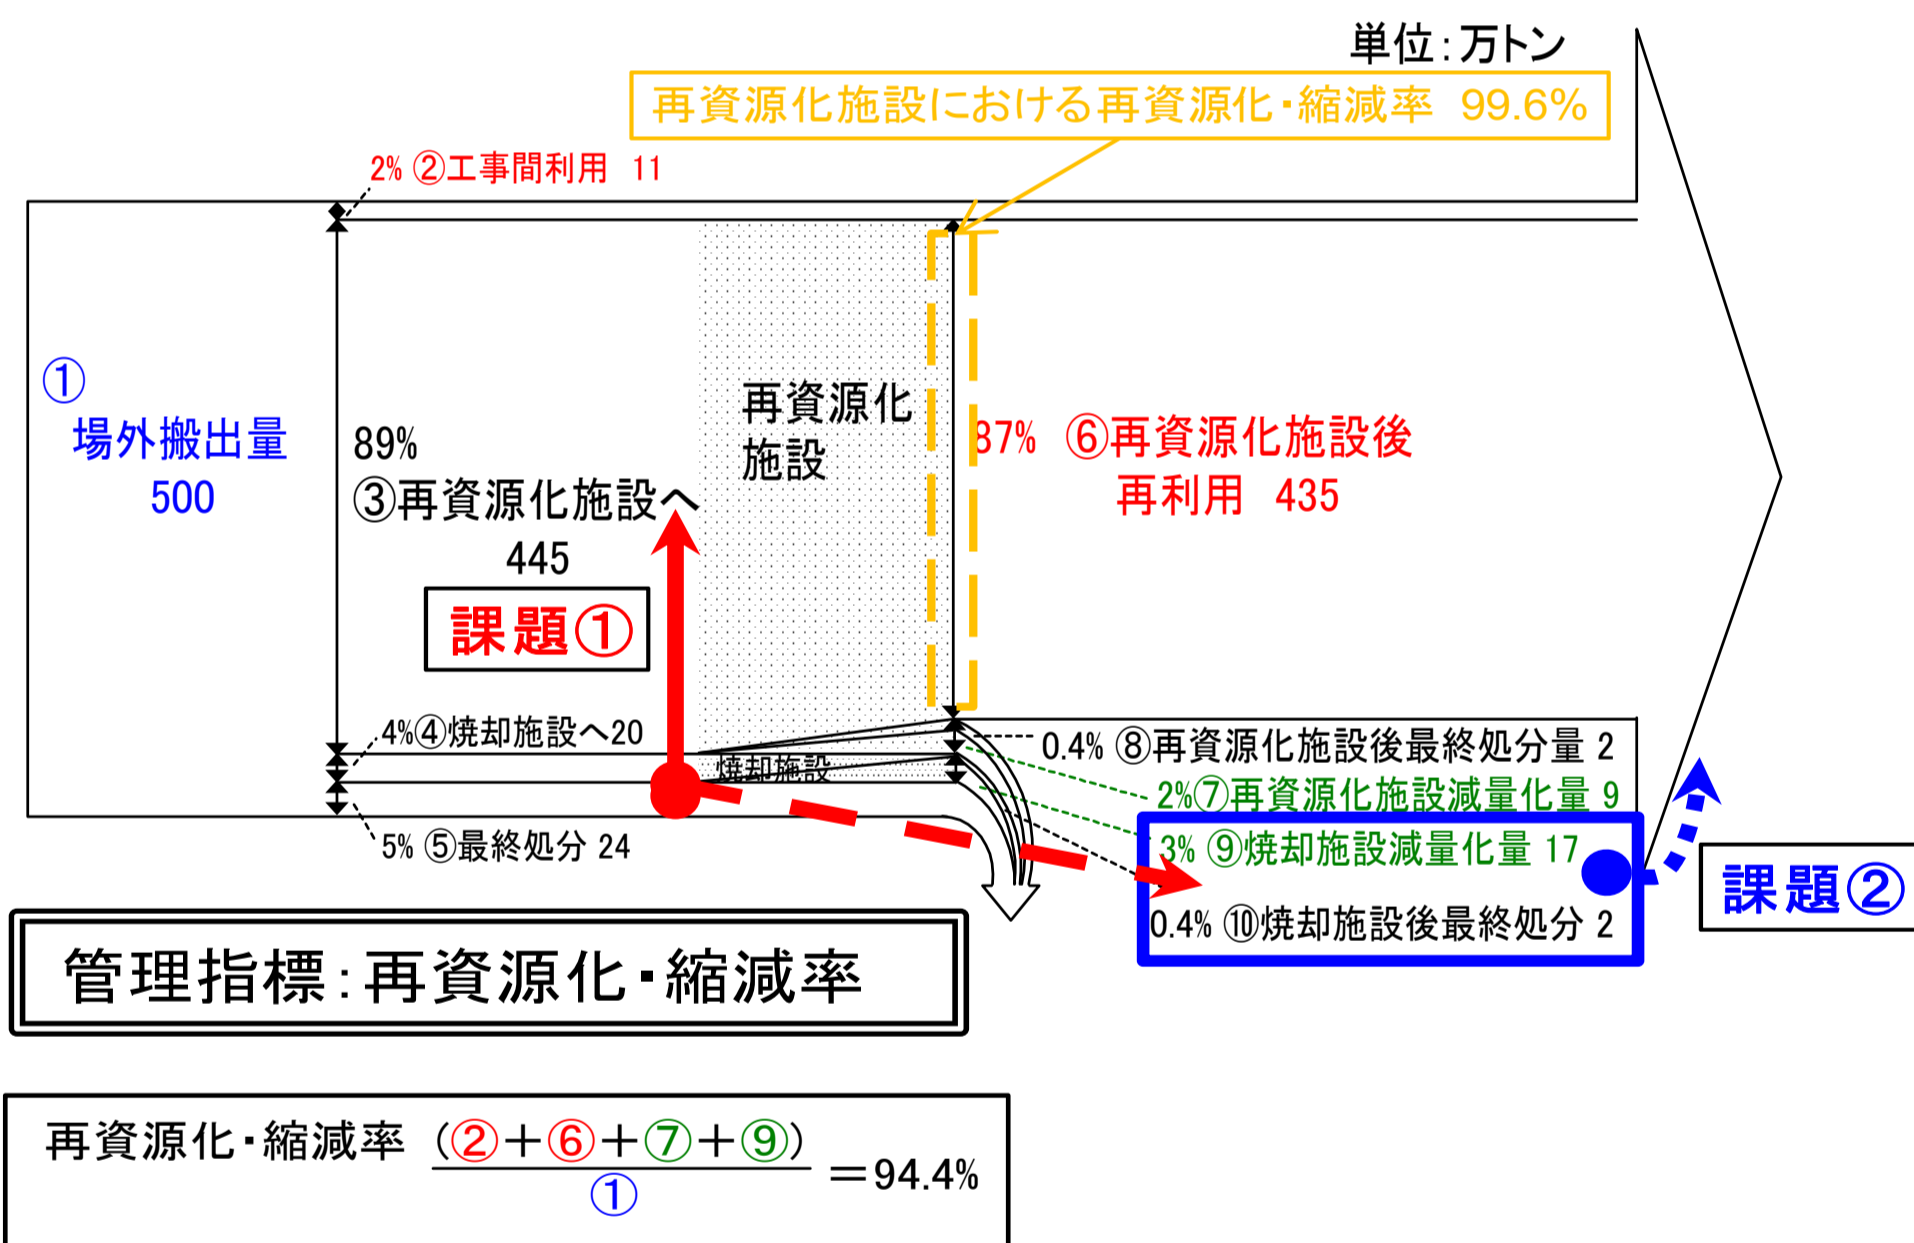 単位：万トン
再資源化施設における再資源化・縮減率 99.6%
2% ②工事間利用 11
①
場外搬出量
500
89%
③再資源化施設へ
445
課題①
再資源化
施設
87% ⑥再資源化施設後
再利用 435
4%④焼却施設へ20
焼却施設
5% ⑤最終処分 24
0.4% ⑧再資源化施設後最終処分量 2
2%⑦再資源化施設減量化量 9
3% ⑨焼却施設減量化量 17
0.4% ⑩焼却施設後最終処分 2
課題②
管理指標：再資源化・縮減率
再資源化・縮減率 (②＋⑥＋⑦＋⑨)
①
＝94.4%